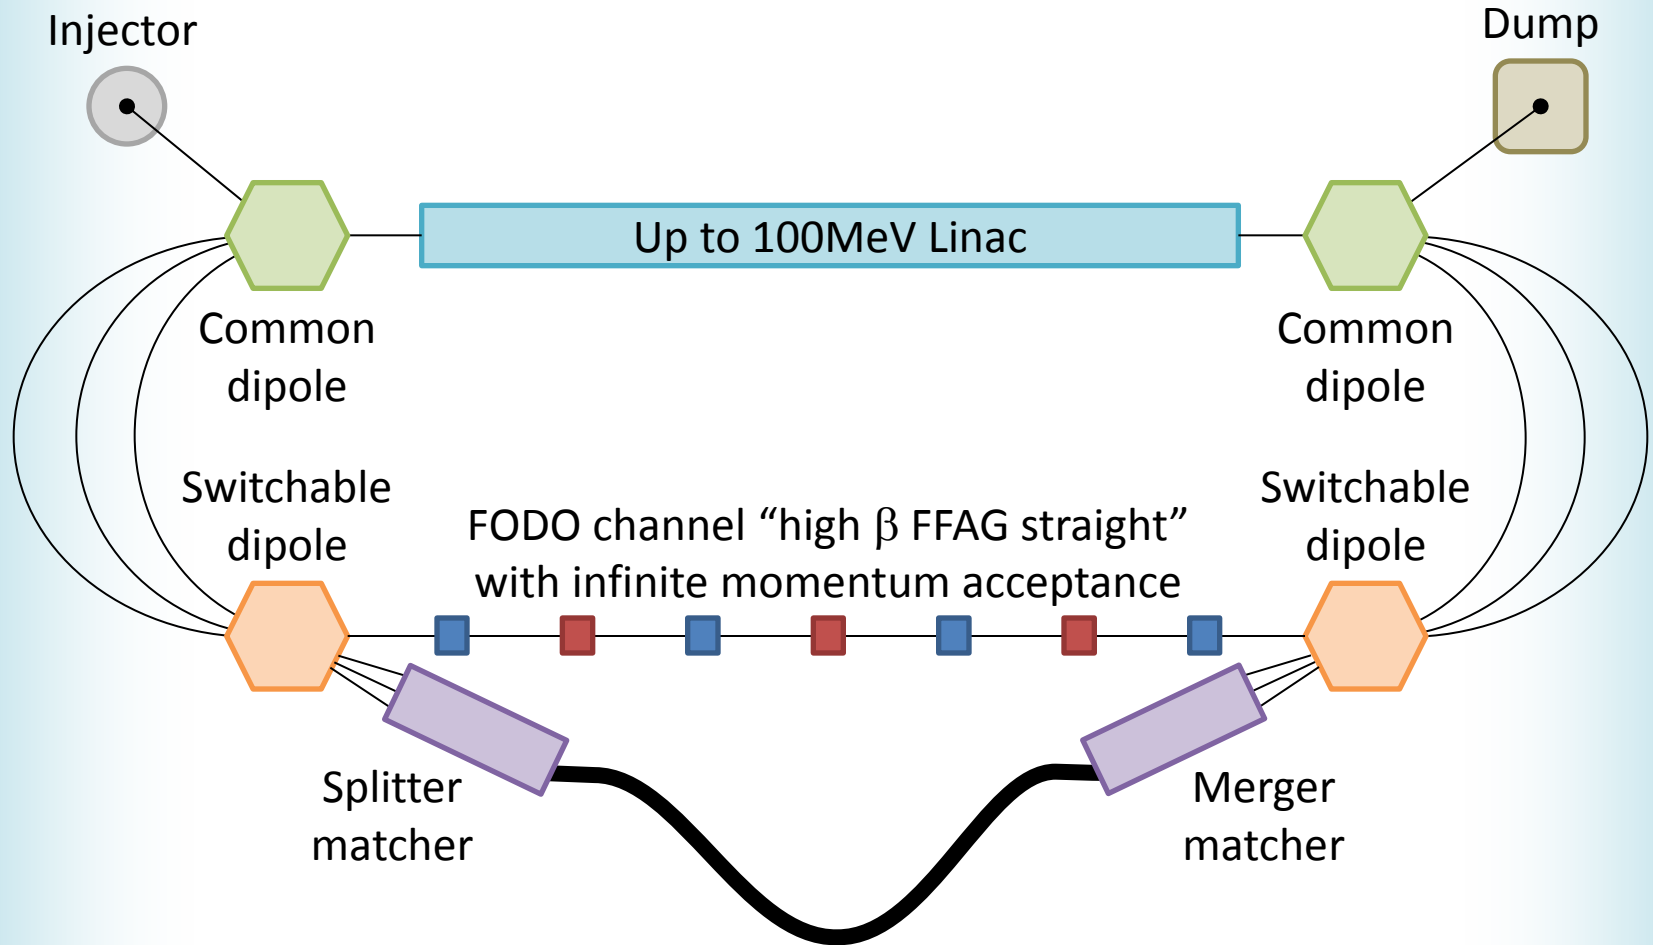 Injector
Dump
Up to 100MeV Linac
Common
dipole
Common
dipole
Switchable
dipole
FODO channel “high β FFAG straight”
with infinite momentum acceptance
Switchable
dipole
Splitter
matcher
Merger
matcher